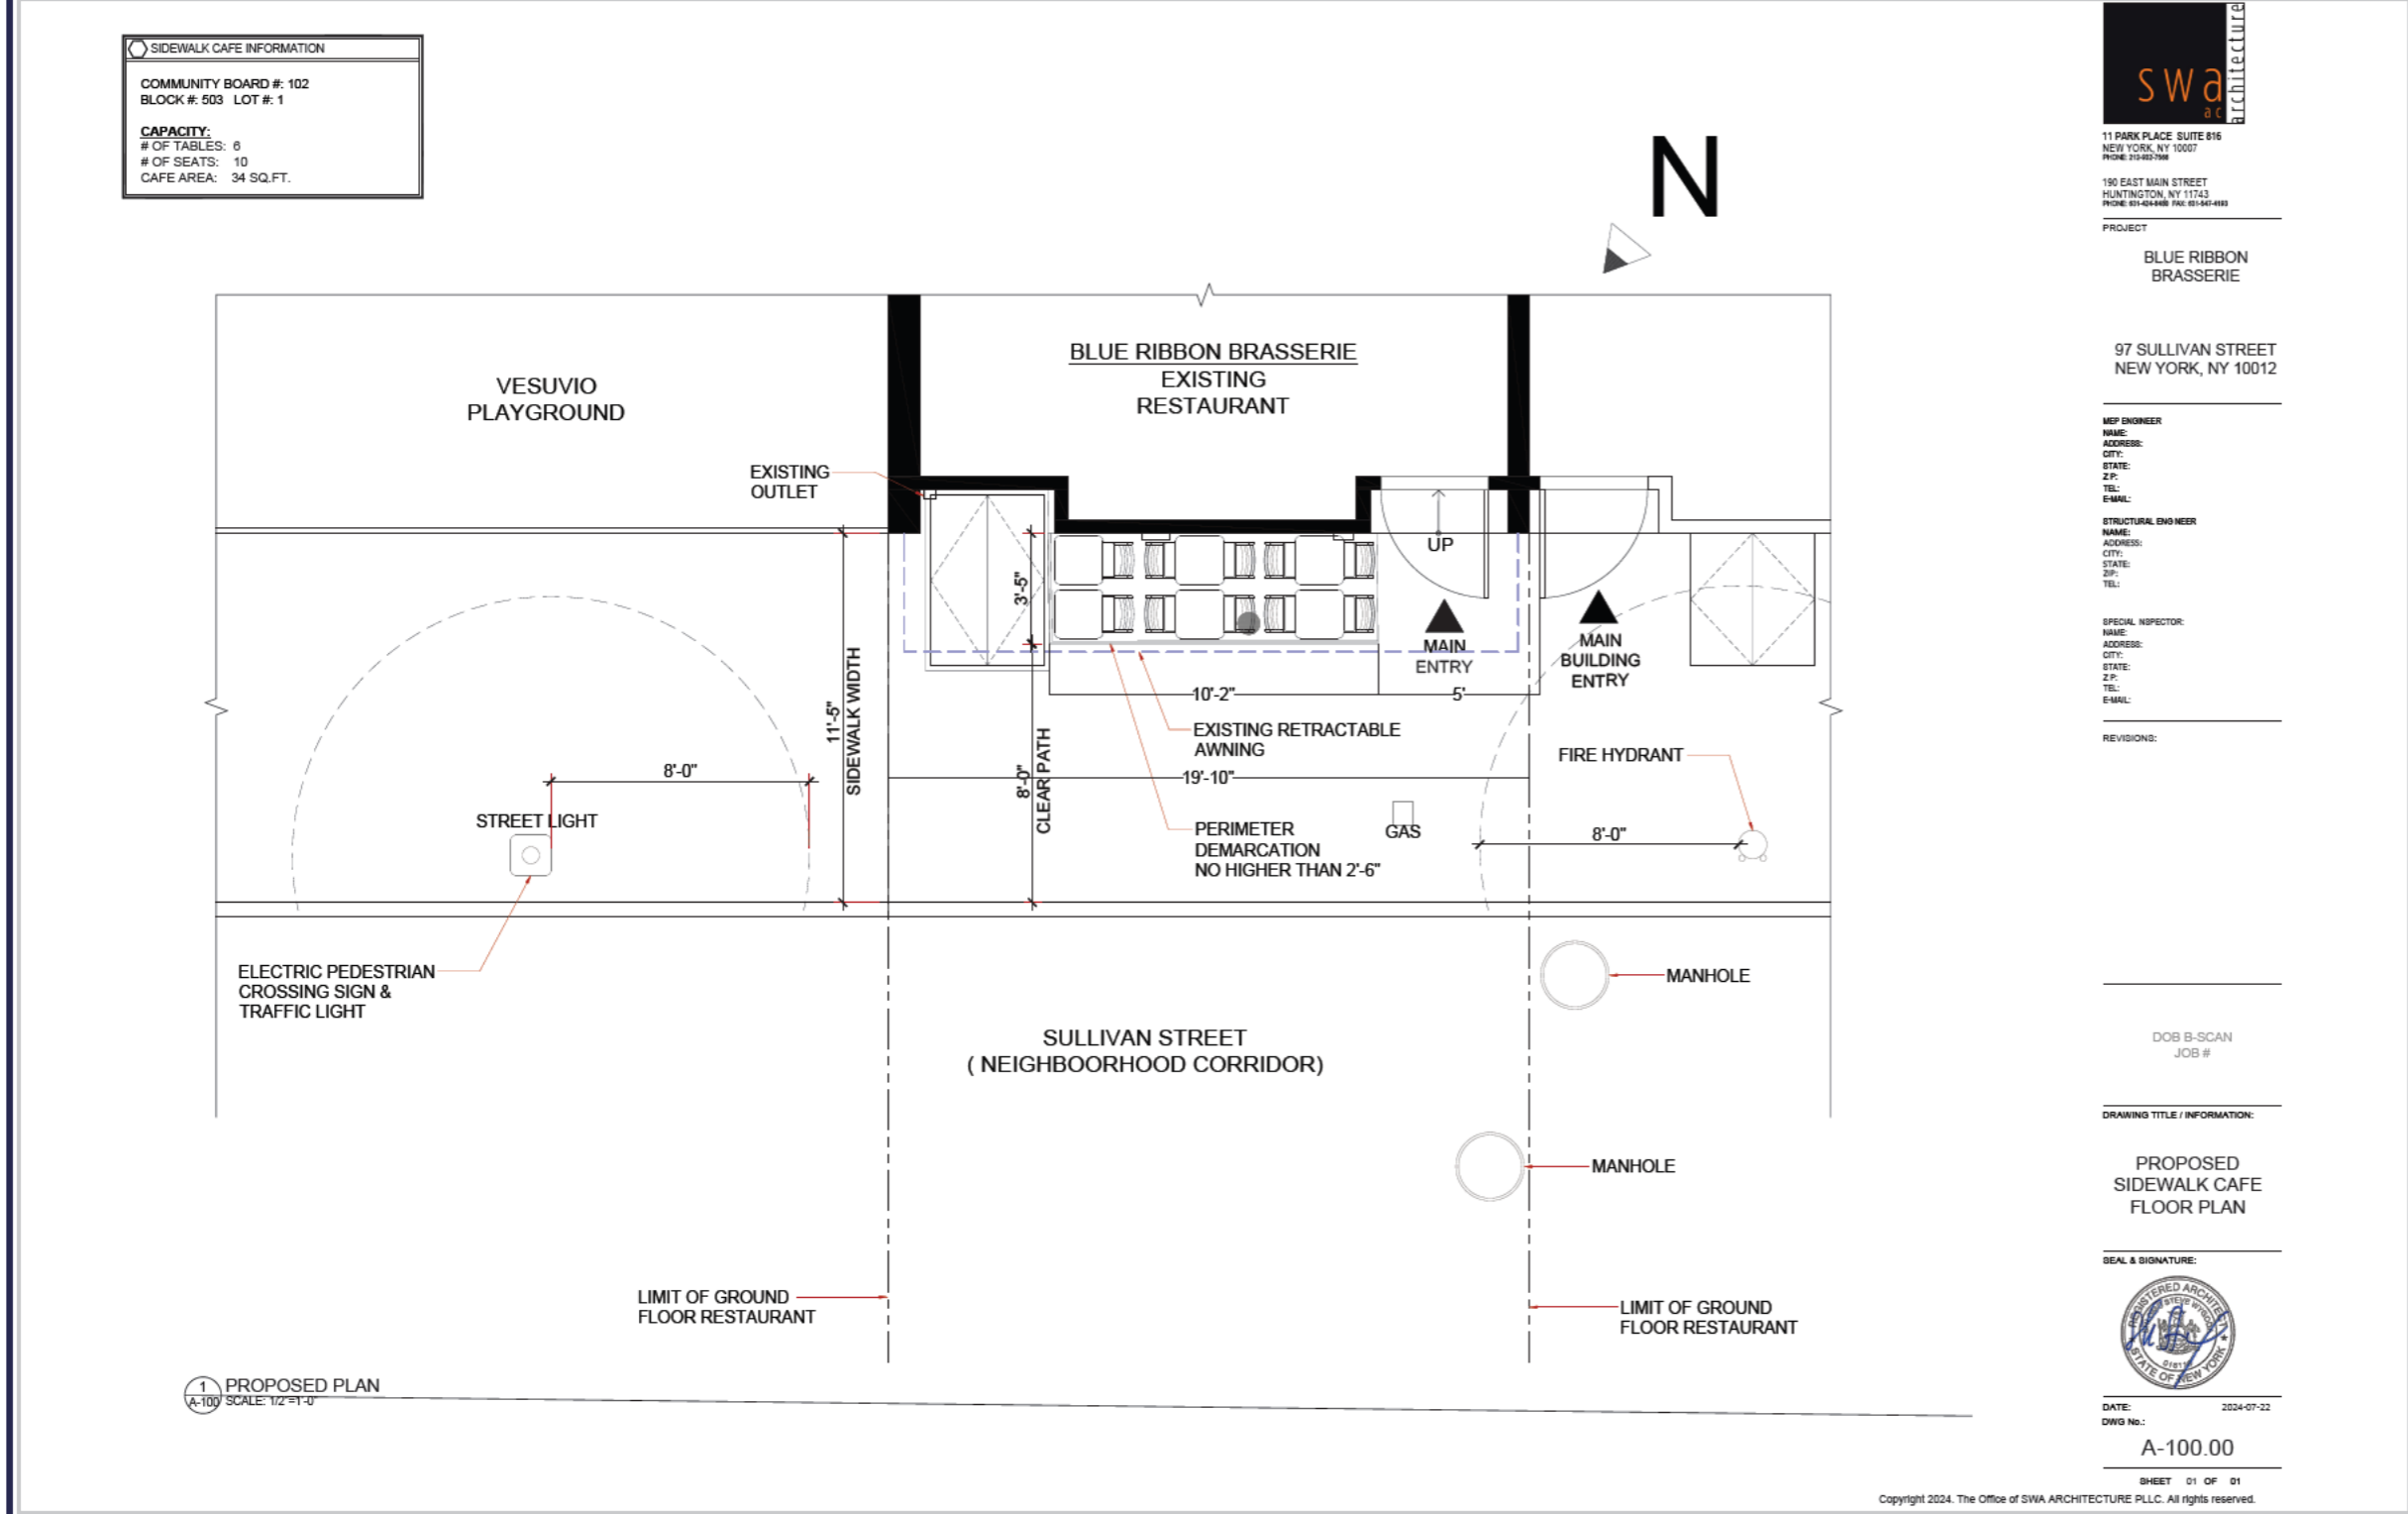 SIDEWALK CAFE INFORMATION
COMMUNITY BOARD #: 102
BLOCK #: 503 LOT #: 1
CAPACITY:
# OF TABLES: 6
# OF SEATS: 10
CAFE AREA: 34 SQ.FT.
N
VESUVIO
PLAYGROUND
BLUE RIBBON BRASSERIE
EXISTING
RESTAURANT
EXISTING
OUTLET
UP
3'-5"
MAIN
ENTRY
MAIN
BUILDING
ENTRY
11'-5"
SIDEWALK WIDTH
10'-2"
5'
EXISTING RETRACTABLE
AWNING
8'-0"
CLEAR PATH
19'-10"
8'-0"
STREET LIGHT
FIRE HYDRANT
PERIMETER
DEMARCATION
NO HIGHER THAN 2'-6"
GAS
8'-0"
ELECTRIC PEDESTRIAN
CROSSING SIGN &
TRAFFIC LIGHT
MANHOLE
SULLIVAN STREET
( NEIGHBOORHOOD CORRIDOR)
MANHOLE
LIMIT OF GROUND
FLOOR RESTAURANT
LIMIT OF GROUND
FLOOR RESTAURANT
1
A-100
PROPOSED PLAN
SCALE: 1/2"=1'-0"
swa
ac
architecture
11 PARK PLACE SUITE 816
NEW YORK, NY 10007
PHONE:
190 EAST MAIN STREET
HUNTINGTON, NY 11743
PHONE: FAX:
PROJECT
BLUE RIBBON
BRASSERIE
97 SULLIVAN STREET
NEW YORK, NY 10012
MEP ENGINEER
NAME:
ADDRESS:
CITY:
STATE:
ZIP:
TEL:
E-MAIL:
STRUCTURAL ENGINEER
NAME:
ADDRESS:
CITY:
STATE:
ZIP:
TEL:
SPECIAL INSPECTOR:
NAME:
ADDRESS:
CITY:
STATE:
ZIP:
TEL:
E-MAIL:
REVISIONS:
DOB B-SCAN
JOB #
DRAWING TITLE / INFORMATION:
PROPOSED
SIDEWALK CAFE
FLOOR PLAN
SEAL & SIGNATURE:
REGISTERED ARCHITECT
STATE OF NEW YORK
DATE: 2024-07-22
DWG No.:
A-100.00
SHEET 01 OF 01
Copyright 2024. The Office of SWA ARCHITECTURE PLLC. All rights reserved.